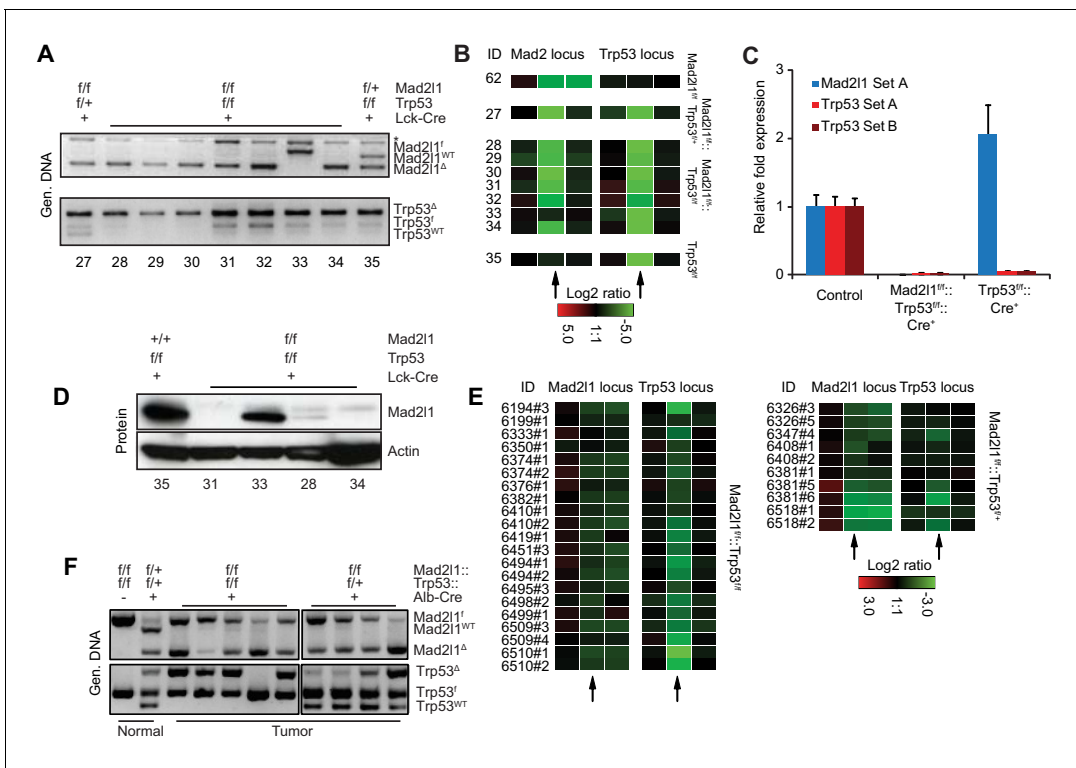 A
f/f f/f f/+ Mad2l1
f/+ f/f f/f Trp53
+ + + Lck-Cre
*
Mad2l1f
Mad2l1WT
Mad2l1Δ
Gen. DNA
Trp53Δ
Trp53f
Trp53WT
27 28 29 30 31 32 33 34 35
B
ID Mad2 locus Trp53 locus
62
27
28
29
30
31
32
33
34
35
Mad2l1f/f
Mad2l1f/f::
Trp53f/+
Mad2l1f/f::
Trp53f/f
Trp53f/f
Log2 ratio
5.0 1:1 -5.0
C
Relative fold expression
3
2
1
0
Mad2l1 Set A
Trp53 Set A
Trp53 Set B
Control
Mad2l1f/f::
Trp53f/f::
Cre+
Trp53f/f::
Cre+
D
+/+ f/f Mad2l1
f/f f/f Trp53
+ + Lck-Cre
Protein
Mad2l1
Actin
35 31 33 28 34
E
ID Mad2l1 locus Trp53 locus
6194#3
6199#1
6333#1
6350#1
6374#1
6374#2
6376#1
6382#1
6410#1
6410#2
6419#1
6451#3
6494#1
6494#2
6495#3
6498#2
6499#1
6509#3
6509#4
6510#1
6510#2
Mad2l1f/f::Trp53f/f
ID Mad2l1 locus Trp53 locus
6326#3
6326#5
6347#4
6408#1
6408#2
6381#1
6381#5
6381#6
6518#1
6518#2
Mad2l1f/f::Trp53f/+
Log2 ratio
3.0 1:1 -3.0
F
f/f f/+ f/f f/f Mad2l1::
f/f f/+ f/f f/+ Trp53::
- + + + Alb-Cre
Gen. DNA
Mad2l1f
Mad2l1WT
Mad2l1Δ
Trp53Δ
Trp53f
Trp53WT
Normal Tumor